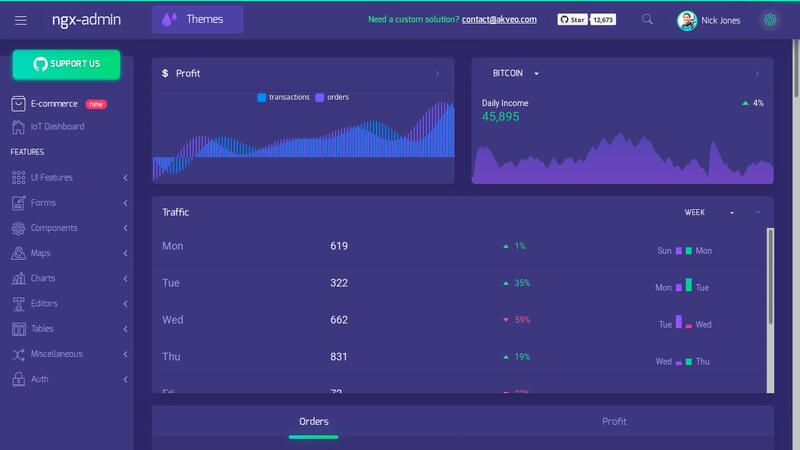 ngx-admin
Themes
Need a custom solution? contact@akveo.com
Star 12,673
Nick Jones
SUPPORT US
E-commerce new
IoT Dashboard
FEATURES
UI Features
Forms
Components
Maps
Charts
Editors
Tables
Miscellaneous
Auth
$ Profit
transactions orders
BITCOIN
Daily Income
45,895
4%
Traffic
WEEK
Mon 619 1% Sun Mon
Tue 322 35% Mon Tue
Wed 662 59% Tue Wed
Thu 831 19% Wed Thu
Orders
Profit